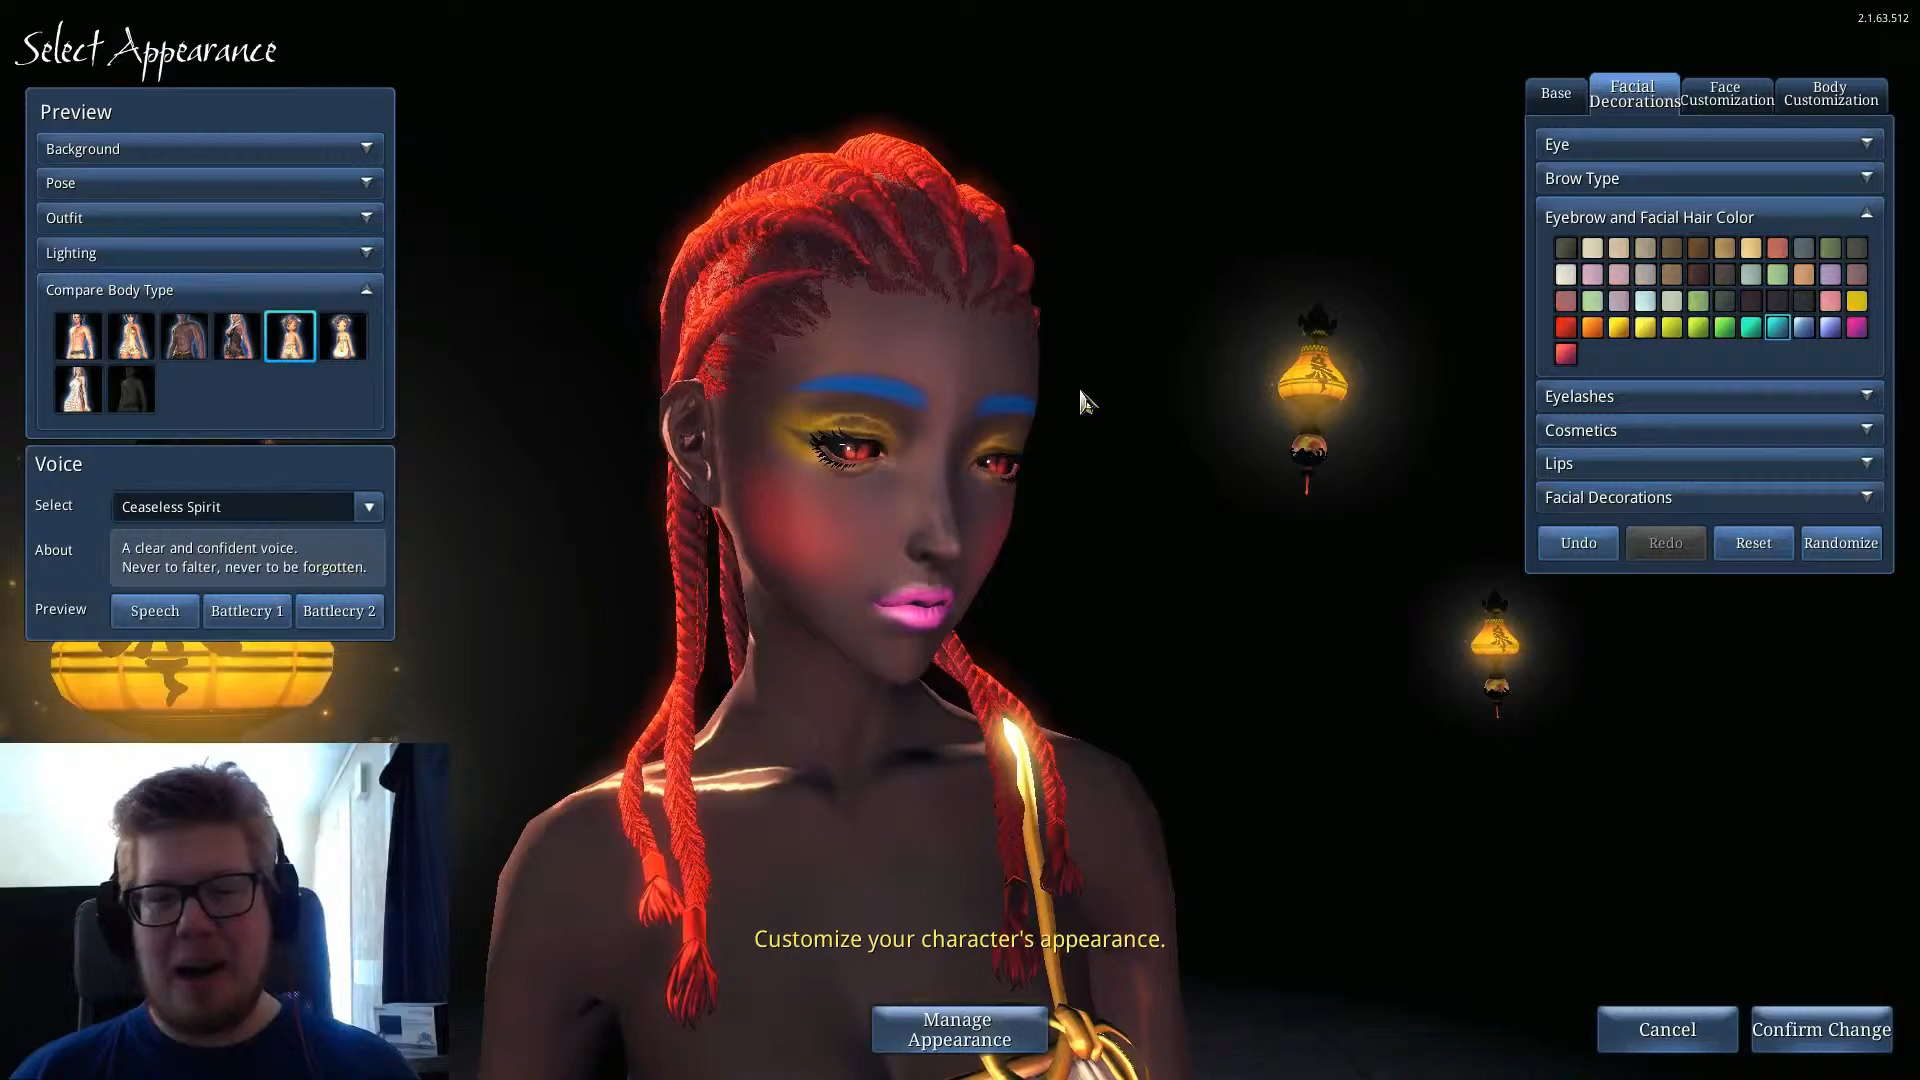 Select Appearance
2.1.63.512
Preview
Background
Pose
Outfit
Lighting
Compare Body Type
Voice
Select
Ceaseless Spirit
About
A clear and confident voice.
Never to falter, never to be forgotten.
Preview
Speech
Battlecry 1
Battlecry 2
Base
Facial
Decorations
Face
Customization
Body
Customization
Eye
Brow Type
Eyebrow and Facial Hair Color
Eyelashes
Cosmetics
Lips
Facial Decorations
Undo
Redo
Reset
Randomize
Customize your character's appearance.
Manage
Appearance
Cancel
Confirm Change